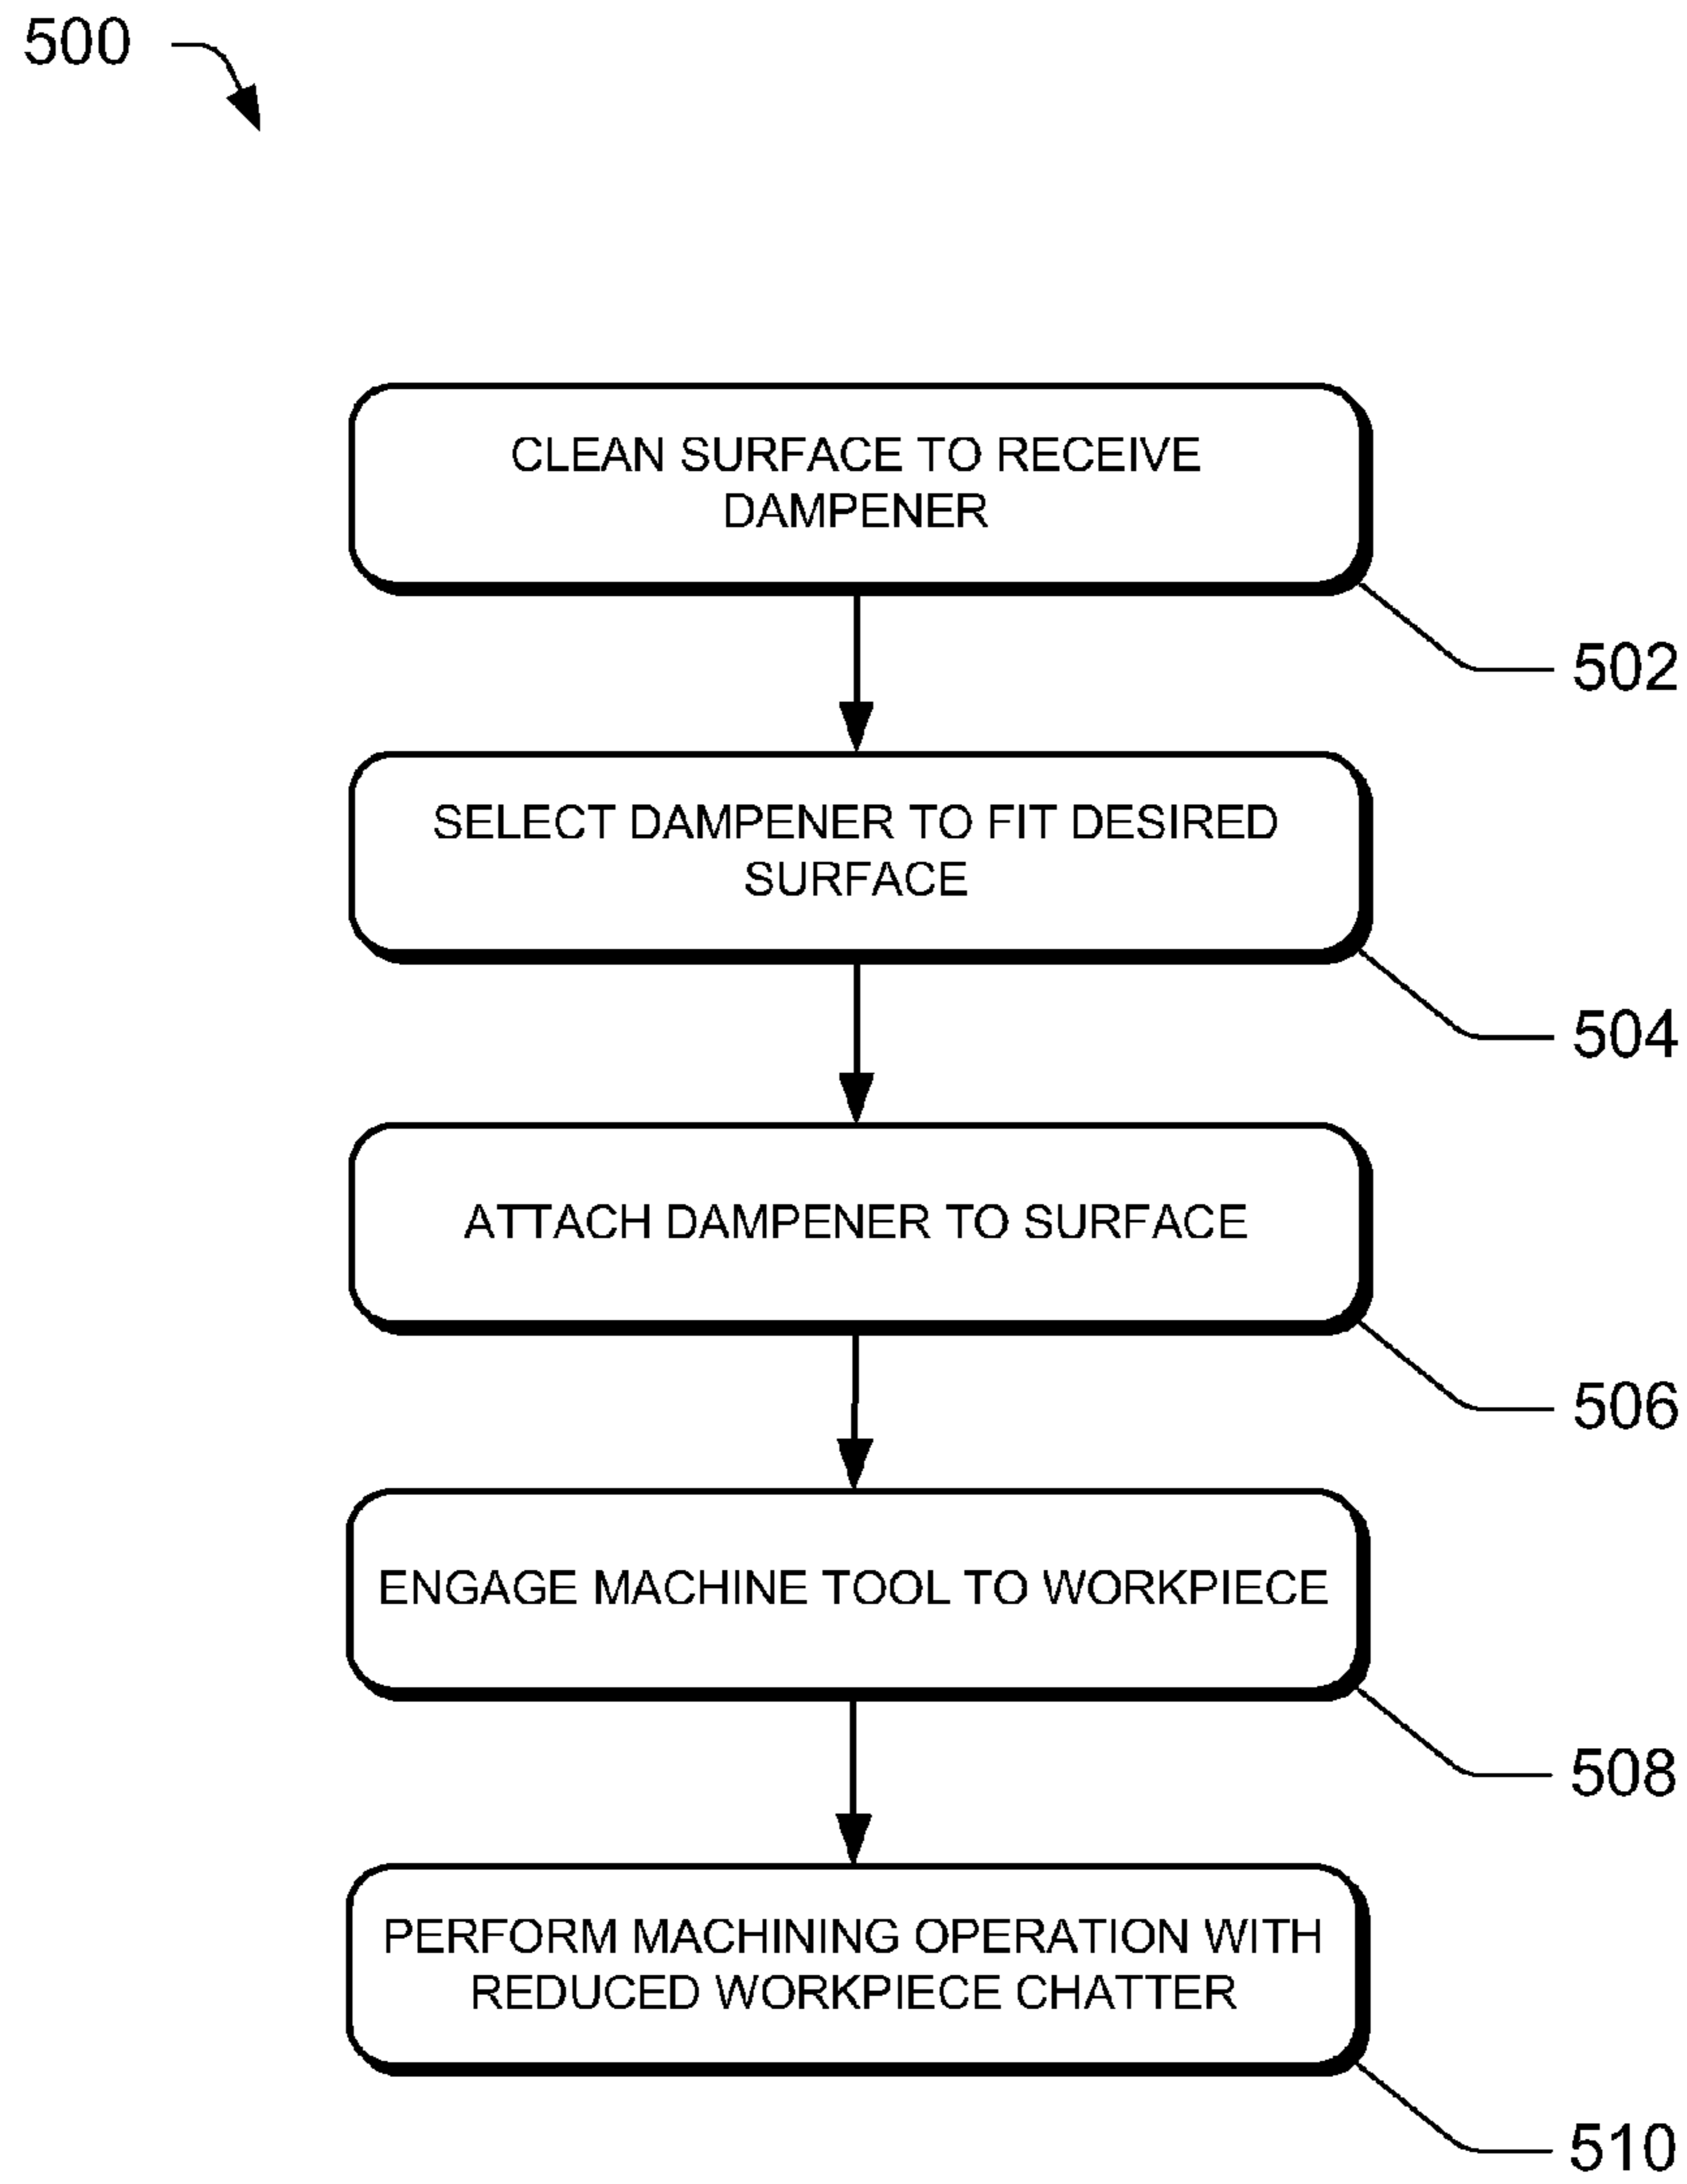 500
CLEAN SURFACE TO RECEIVE
DAMPENER
502
SELECT DAMPENER TO FIT DESIRED
SURFACE
504
ATTACH DAMPENER TO SURFACE
506
ENGAGE MACHINE TOOL TO WORKPIECE
508
PERFORM MACHINING OPERATION WITH
REDUCED WORKPIECE CHATTER
510